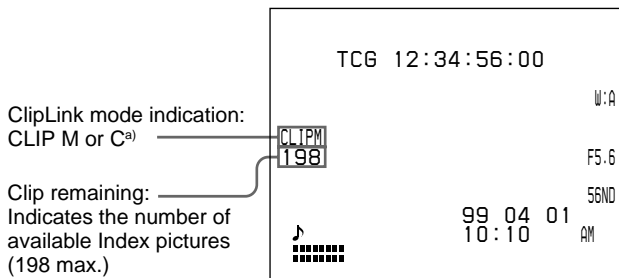 TCG 12:34:56:00
W:A
ClipLink mode indication:
CLIP M or Ca)
CLIPM
198
F5.6
Clip remaining:
Indicates the number of
available Index pictures
(198 max.)
56ND
99 04 01
10:10 AM